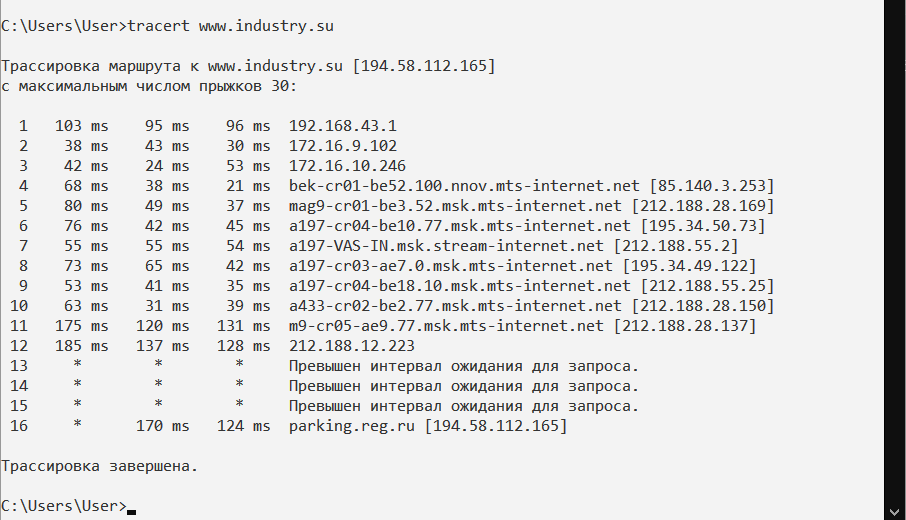 C:\Users\User>tracert www.industry.su
Трассировка маршрута к www.industry.su [194.58.112.165]
с максимальным числом прыжков 30:
1 103 ms 95 ms 96 ms 192.168.43.1
2 38 ms 43 ms 30 ms 172.16.9.102
3 42 ms 24 ms 53 ms 172.16.10.246
4 68 ms 38 ms 21 ms bek-cr01-be52.100.nnov.mts-internet.net [85.140.3.253]
5 80 ms 49 ms 37 ms mag9-cr01-be3.52.msk.mts-internet.net [212.188.28.169]
6 76 ms 42 ms 45 ms a197-cr04-be10.77.msk.mts-internet.net [195.34.50.73]
7 55 ms 55 ms 54 ms a197-VAS-IN.msk.stream-internet.net [212.188.55.2]
8 73 ms 65 ms 42 ms a197-cr03-ae7.0.msk.mts-internet.net [195.34.49.122]
9 53 ms 41 ms 35 ms a197-cr04-be18.10.msk.mts-internet.net [212.188.55.25]
10 63 ms 31 ms 39 ms a433-cr02-be2.77.msk.mts-internet.net [212.188.28.150]
11 175 ms 120 ms 131 ms m9-cr05-ae9.77.msk.mts-internet.net [212.188.28.137]
12 185 ms 137 ms 128 ms 212.188.12.223
13 * * * Превышен интервал ожидания для запроса.
14 * * * Превышен интервал ожидания для запроса.
15 * * * Превышен интервал ожидания для запроса.
16 * 170 ms 124 ms parking.reg.ru [194.58.112.165]
Трассировка завершена.
C:\Users\User>